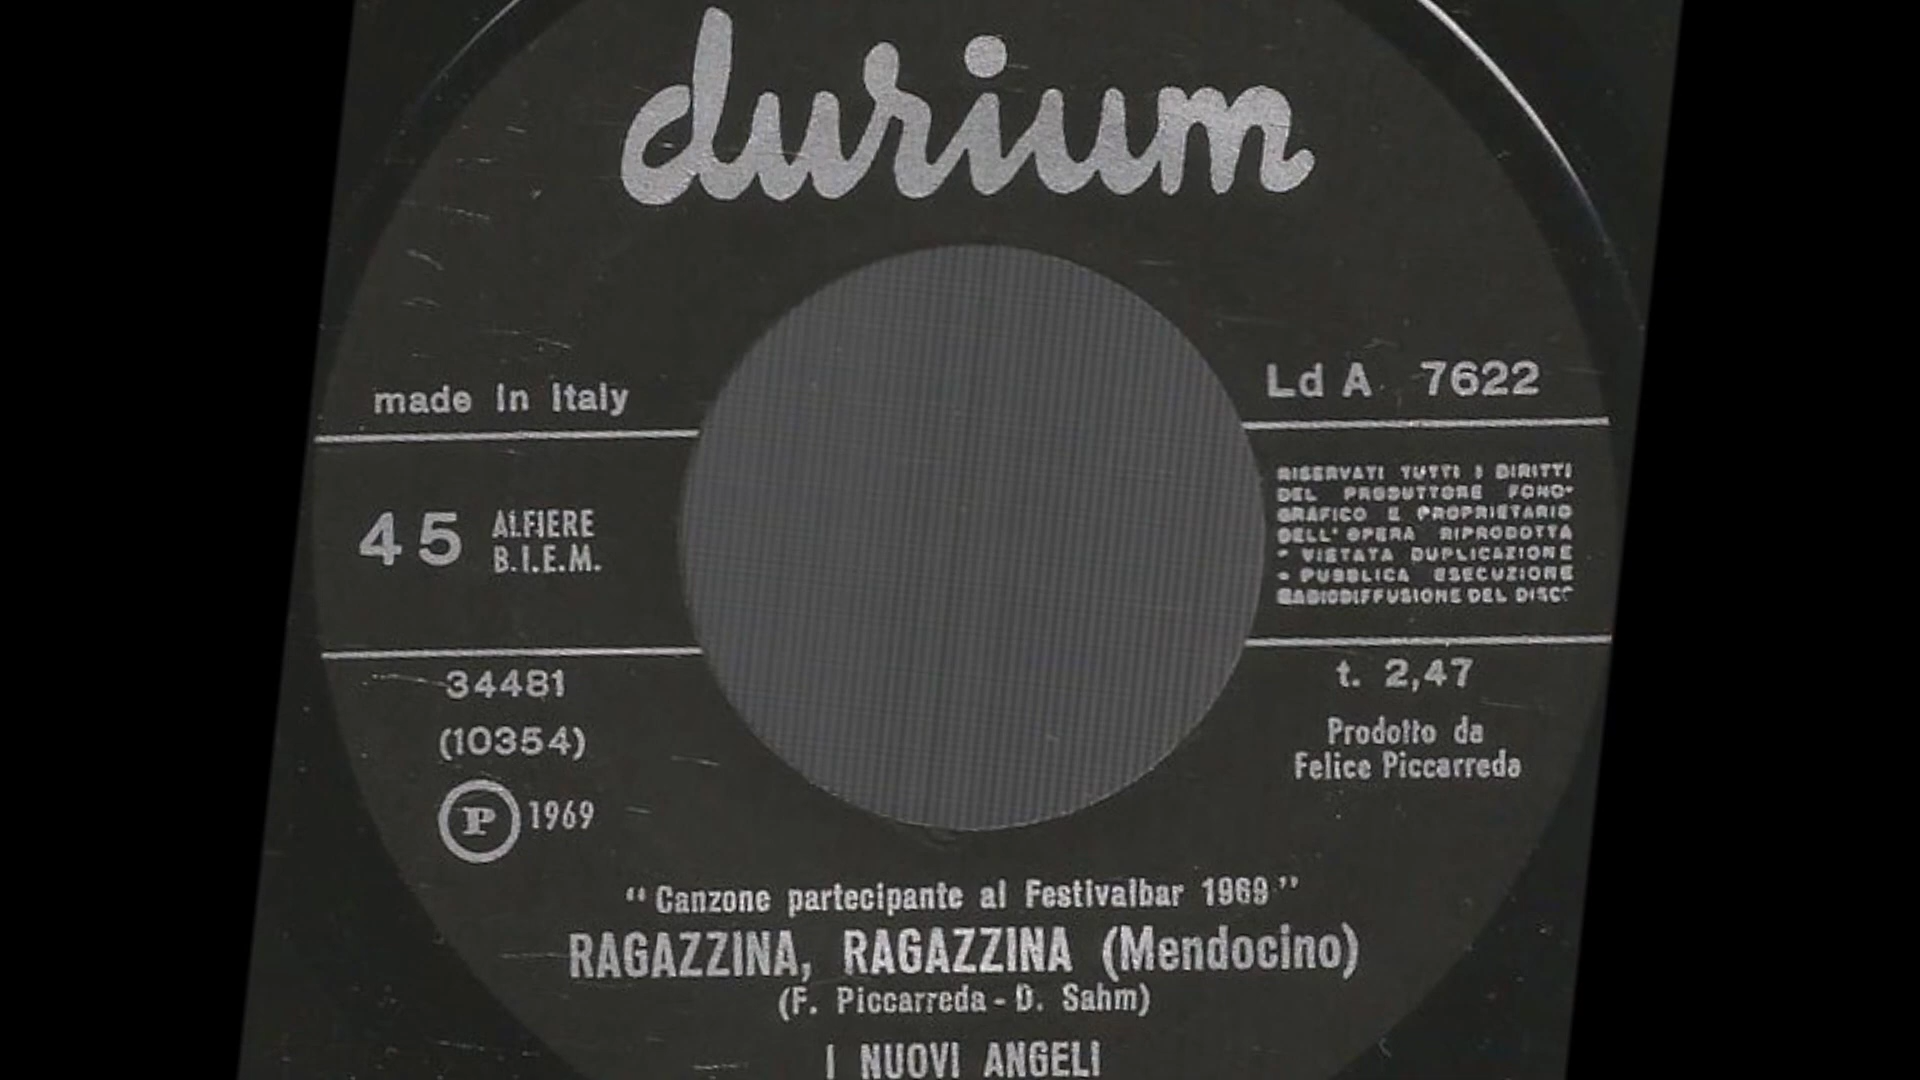 durium
made in Italy
Ld A 7622
45 ALFIERE
B.I.E.M.
RISERVATI TUTTI I DIRITTI
DEL PRODUTTORE FONO-
GRAFICO E PROPRIETARIO
DELL'OPERA RIPRODOTTA
- VIETATA DUPLICAZIONE
- PUBBLICA ESECUZIONE
RADIODIFFUSIONE DEL DISCO
34481
(10354)
P 1969
t. 2,47
Prodotto da
Felice Piccarreda
“Canzone partecipante al Festivalbar 1969”
RAGAZZINA, RAGAZZINA (Mendocino)
(F. Piccarreda - D. Sahm)
I NUOVI ANGELI